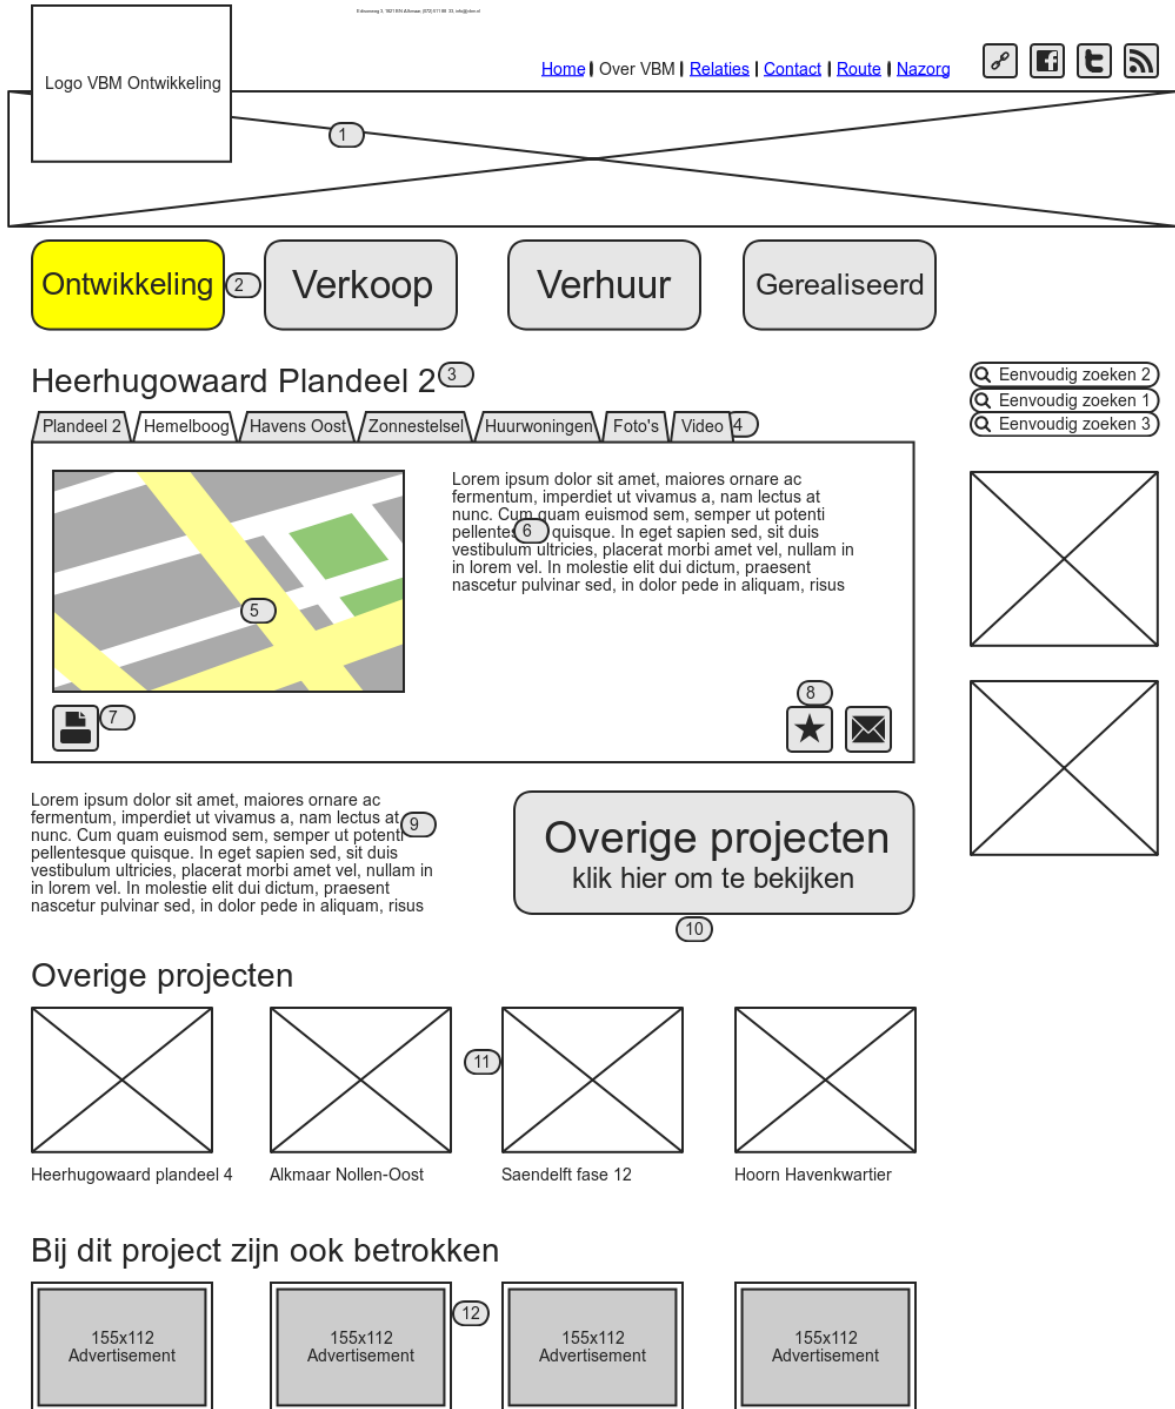 Logo VBM Ontwikkeling
Home Over VBM Relaties Contact Route Nazorg
1
Ontwikkeling
2
Verkoop
Verhuur
Gerealiseerd
Heerhugowaard Plandeel 2
3
Eenvoudig zoeken 2
Eenvoudig zoeken 1
Eenvoudig zoeken 3
Plandeel 2 Hemelboog Havens Oost Zonnestelsel Huurwoningen Foto's Video
4
Lorem ipsum dolor sit amet, maiores ornare ac
fermentum, imperdiet ut vivamus a, nam lectus at
nunc. Cum quam euismod sem, semper ut potenti
6 quisque. In eget sapien sed, sit duis
vestibulum ultricies, placerat morbi amet vel, nullam in
in lorem vel. In molestie elit dui dictum, praesent
nascetur pulvinar sed, in dolor pede in aliquam, risus
5
7
8
Lorem ipsum dolor sit amet, maiores ornare ac
fermentum, imperdiet ut vivamus a, nam lectus at
nunc. Cum quam euismod sem, semper ut potenti
pellentesque quisque. In eget sapien sed, sit duis
vestibulum ultricies, placerat morbi amet vel, nullam in
in lorem vel. In molestie elit dui dictum, praesent
nascetur pulvinar sed, in dolor pede in aliquam, risus
9
Overige projecten
klik hier om te bekijken
10
Overige projecten
11
Heerhugowaard plandeel 4
Alkmaar Nollen-Oost
Saendelft fase 12
Hoorn Havenkwartier
Bij dit project zijn ook betrokken
12
155x112
Advertisement
155x112
Advertisement
155x112
Advertisement
155x112
Advertisement